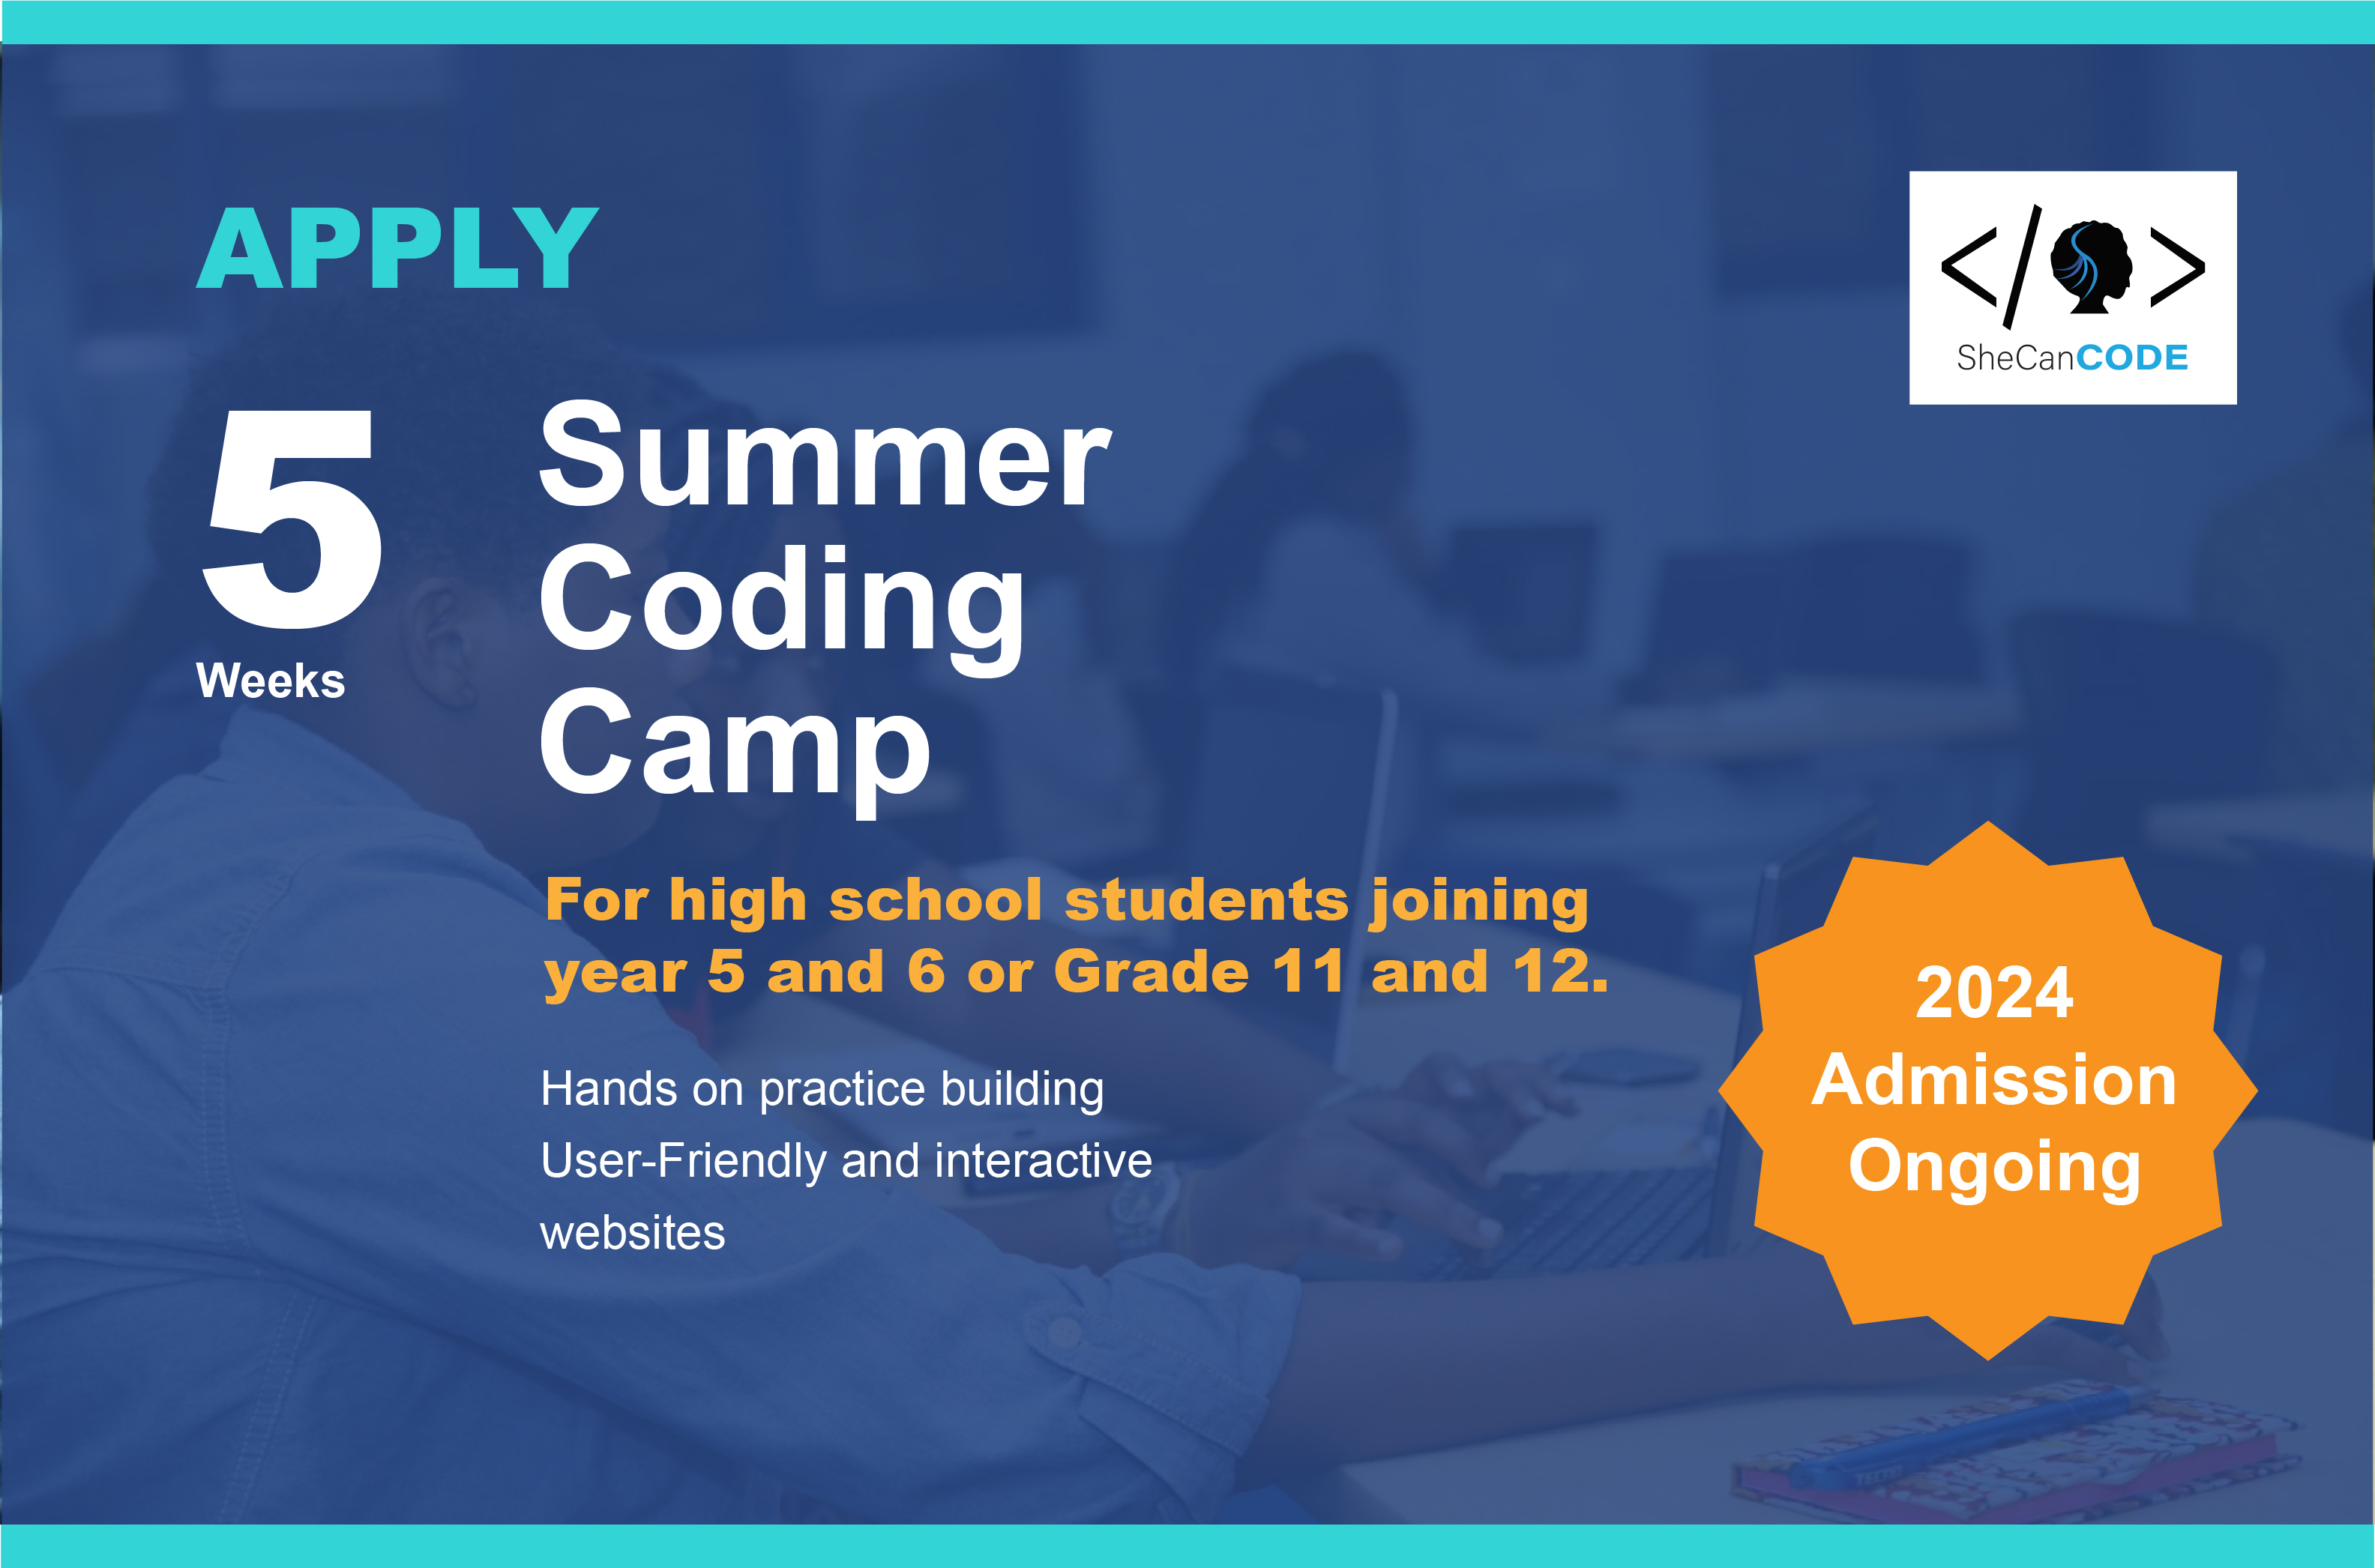 APPLY
</>
SheCanCODE
5
Weeks
Summer
Coding
Camp
For high school students joining
year 5 and 6 or Grade 11 and 12.
Hands on practice building
User-Friendly and interactive
websites
2024
Admission
Ongoing
TECTO